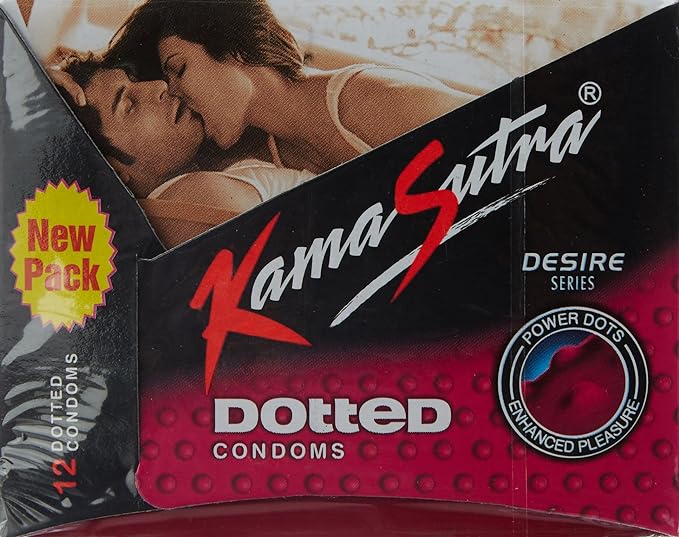 New
Pack
12 DOTTED
CONDOMS
KamaSutra®
DESIRE
SERIES
POWER DOTS
ENHANCED PLEASURE
DOtteD
CONDOMS